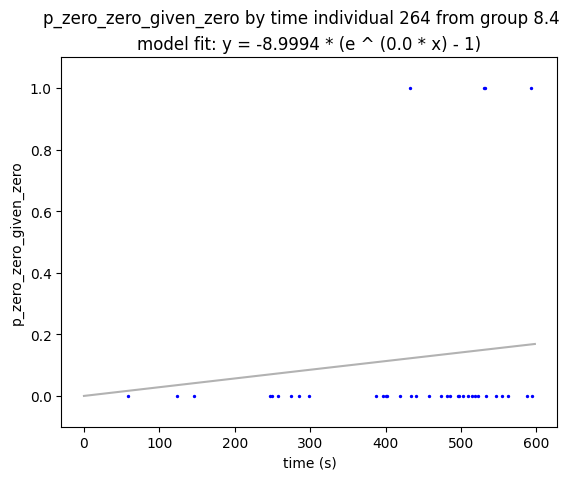 p_zero_zero_given_zero by time individual 264 from group 8.4
model fit: y = -8.9994 * (e ^ (0.0 * x) - 1)
1.0
0.8
0.6
0.4
0.2
0.0
p_zero_zero_given_zero
0 100 200 300 400 500 600
time (s)